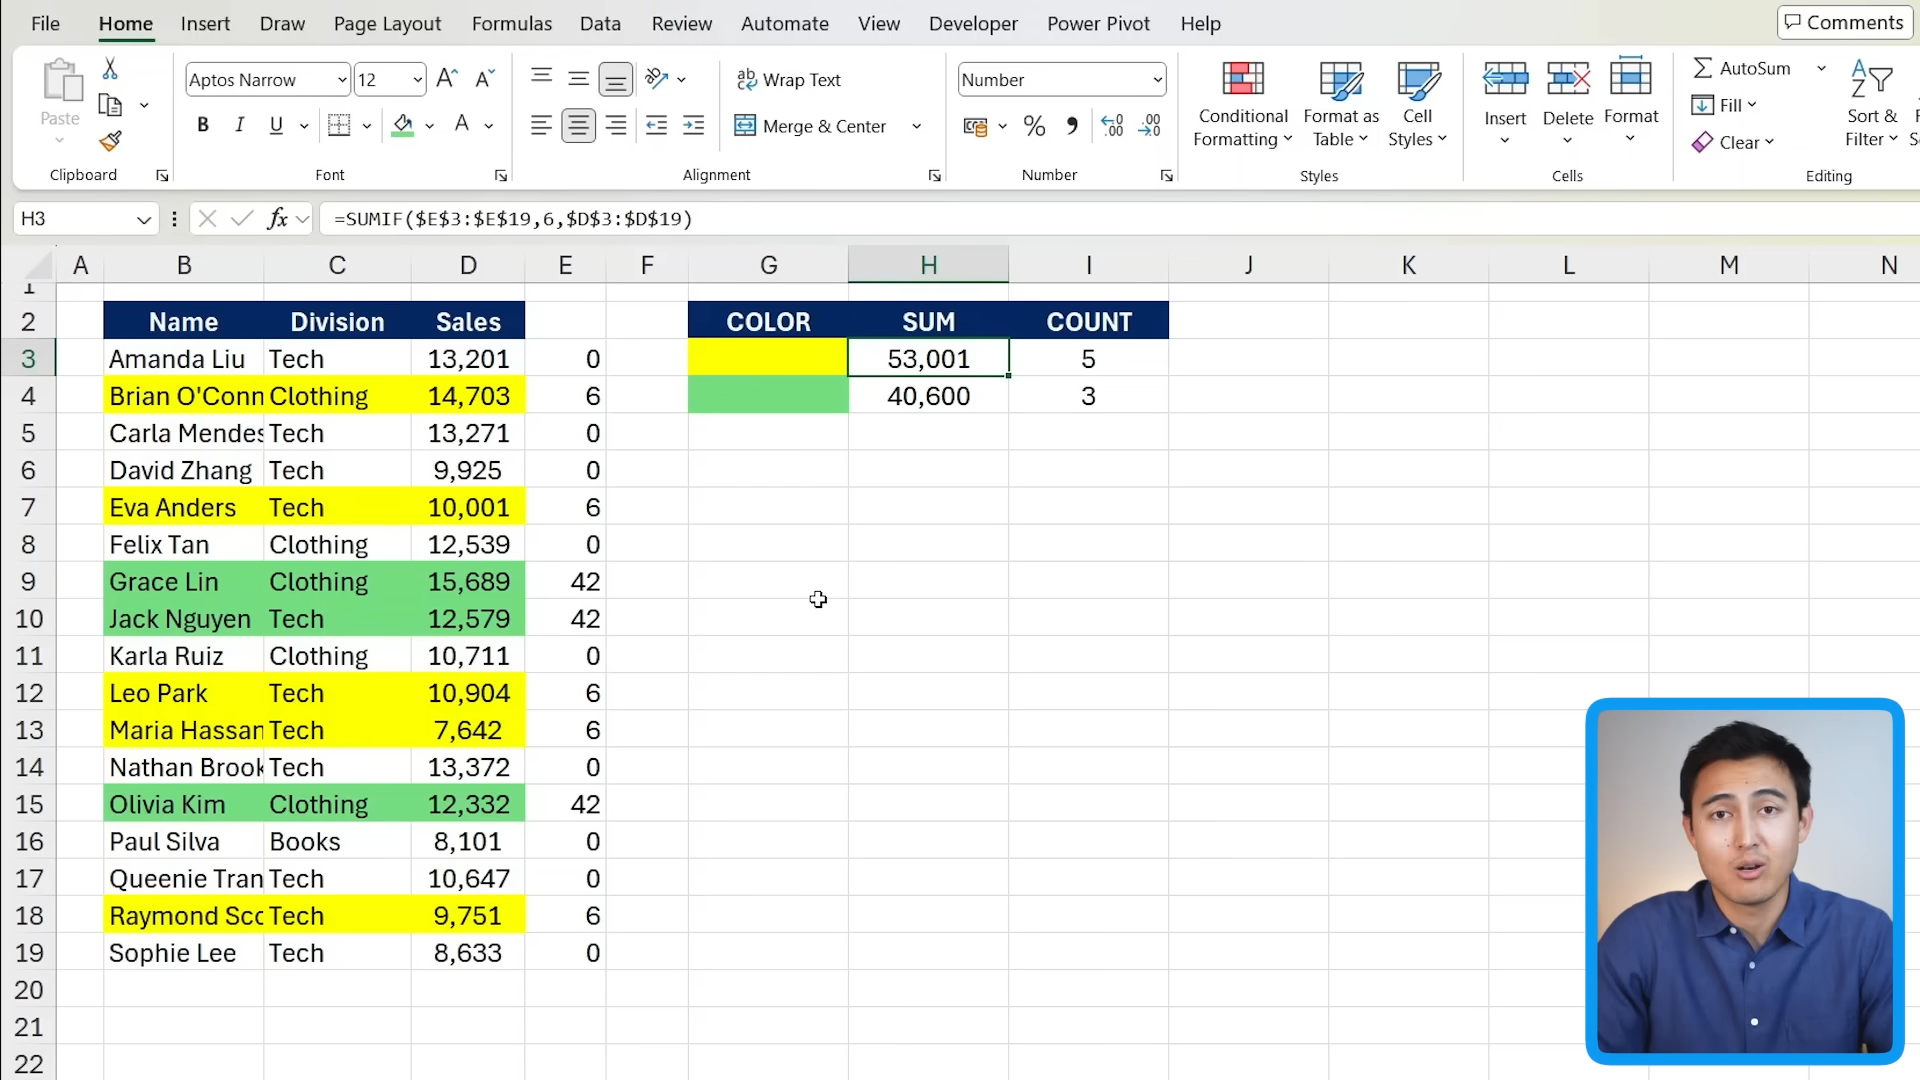 File Home Insert Draw Page Layout Formulas Data Review Automate View Developer Power Pivot Help Comments
Paste
Clipboard
Aptos Narrow 12
B I U A
Font
ab Wrap Text
Merge & Center
Alignment
Number
% 9
Number
Conditional Formatting
Format as Table
Cell Styles
Styles
Insert Delete Format
Cells
AutoSum
Fill
Clear
Sort & Filter
Editing
H3 fx =SUMIF($E$3:$E$19,6,$D$3:$D$19)
A B C D E F G H I J K L M N
1
2 Name Division Sales COLOR SUM COUNT
3 Amanda Liu Tech 13,201 0 53,001 5
4 Brian O'Conn Clothing 14,703 6 40,600 3
5 Carla Mendes Tech 13,271 0
6 David Zhang Tech 9,925 0
7 Eva Anders Tech 10,001 6
8 Felix Tan Clothing 12,539 0
9 Grace Lin Clothing 15,689 42
10 Jack Nguyen Tech 12,579 42
11 Karla Ruiz Clothing 10,711 0
12 Leo Park Tech 10,904 6
13 Maria Hassan Tech 7,642 6
14 Nathan Brook Tech 13,372 0
15 Olivia Kim Clothing 12,332 42
16 Paul Silva Books 8,101 0
17 Queenie Tran Tech 10,647 0
18 Raymond Sco Tech 9,751 6
19 Sophie Lee Tech 8,633 0
20
21
22